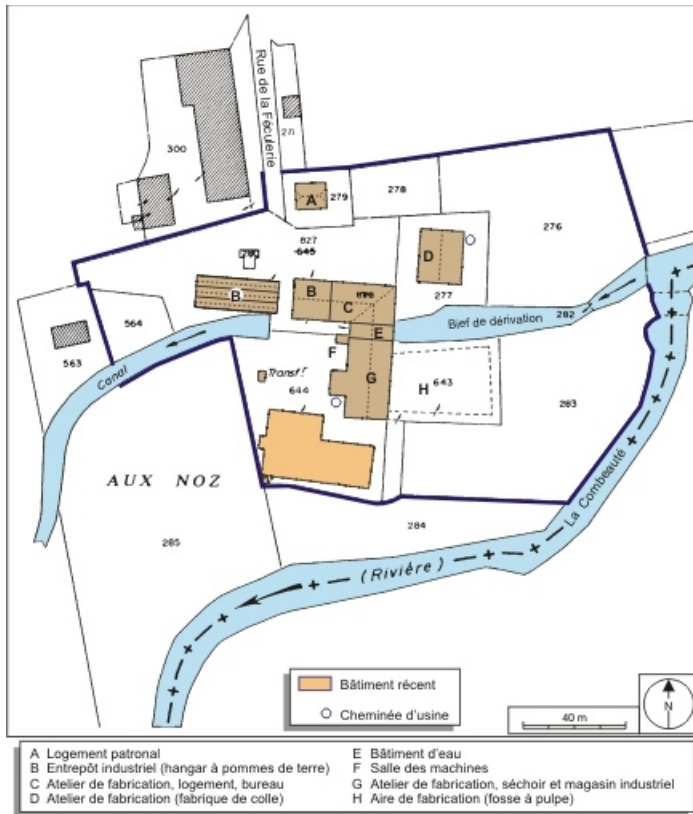 Rue de la Féculerie
300
271
A
279
278
276
827
645
B
B
C
D
277
E
Bief de dérivation
282
564
563
Canal
F
Transf.
644
G
H
643
283
AUX NOZ
285
284
(Rivière)
La Combeauté
Bâtiment récent
Cheminée d'usine
N
40 m
A Logement patronal
B Entrepôt industriel (hangar à pommes de terre)
C Atelier de fabrication, logement, bureau
D Atelier de fabrication (fabrique de colle)
E Bâtiment d'eau
F Salle des machines
G Atelier de fabrication, séchoir et magasin industriel
H Aire de fabrication (fosse à pulpe)